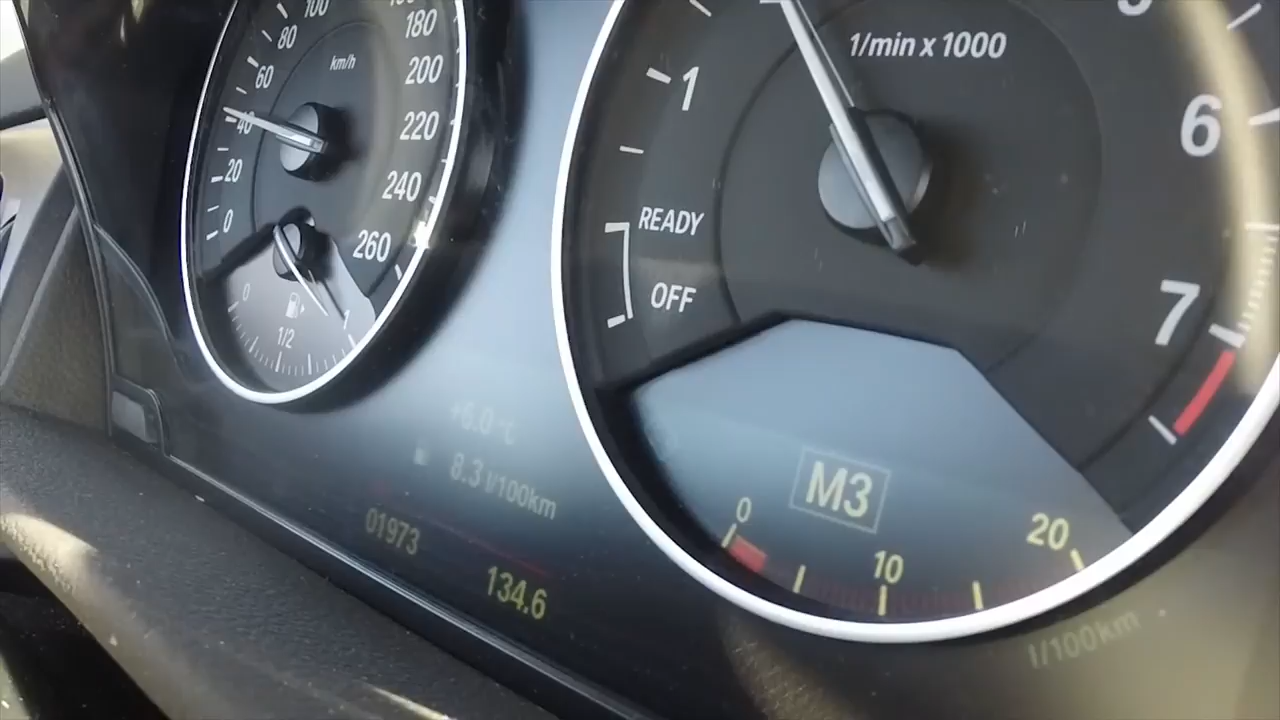 100
80
60
40
20
0
km/h
180
200
220
240
260
0
1/2
1
+6.0°C
8.3 l/100km
01973
134.6
1/min x 1000
1
READY
OFF
6
7
M3
0
10
20
l/100km